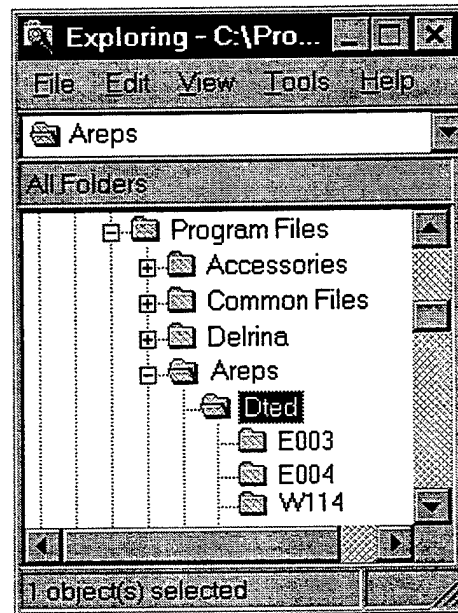 Exploring - C:\Pro...
File Edit View Tools Help
Areps
All Folders
Program Files
Accessories
Common Files
Delrina
Areps
Dted
E003
E004
W114
1 object(s) selected